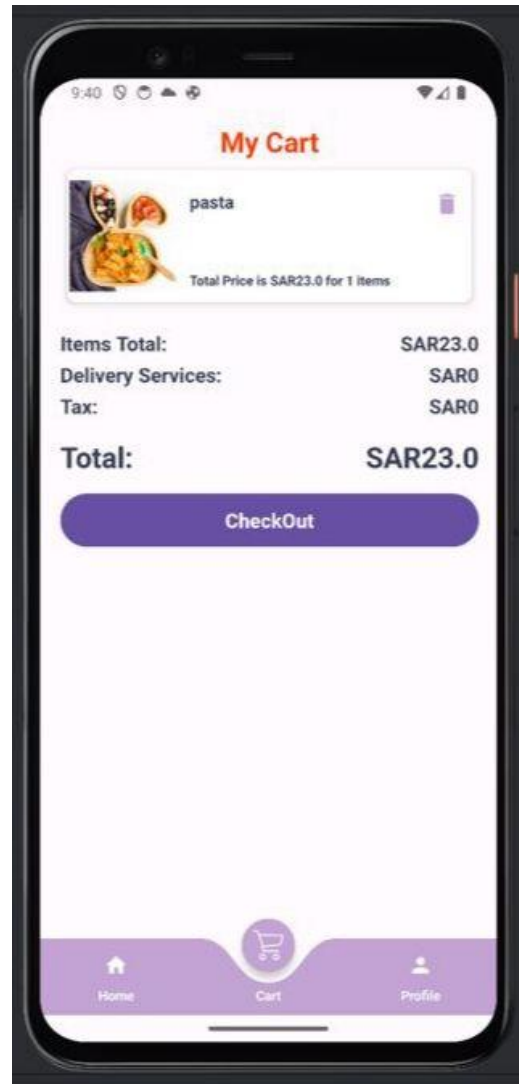 9:40
My Cart
pasta
Total Price is SAR23.0 for 1 items
Items Total: SAR23.0
Delivery Services: SAR0
Tax: SAR0
Total: SAR23.0
CheckOut
Home Cart Profile